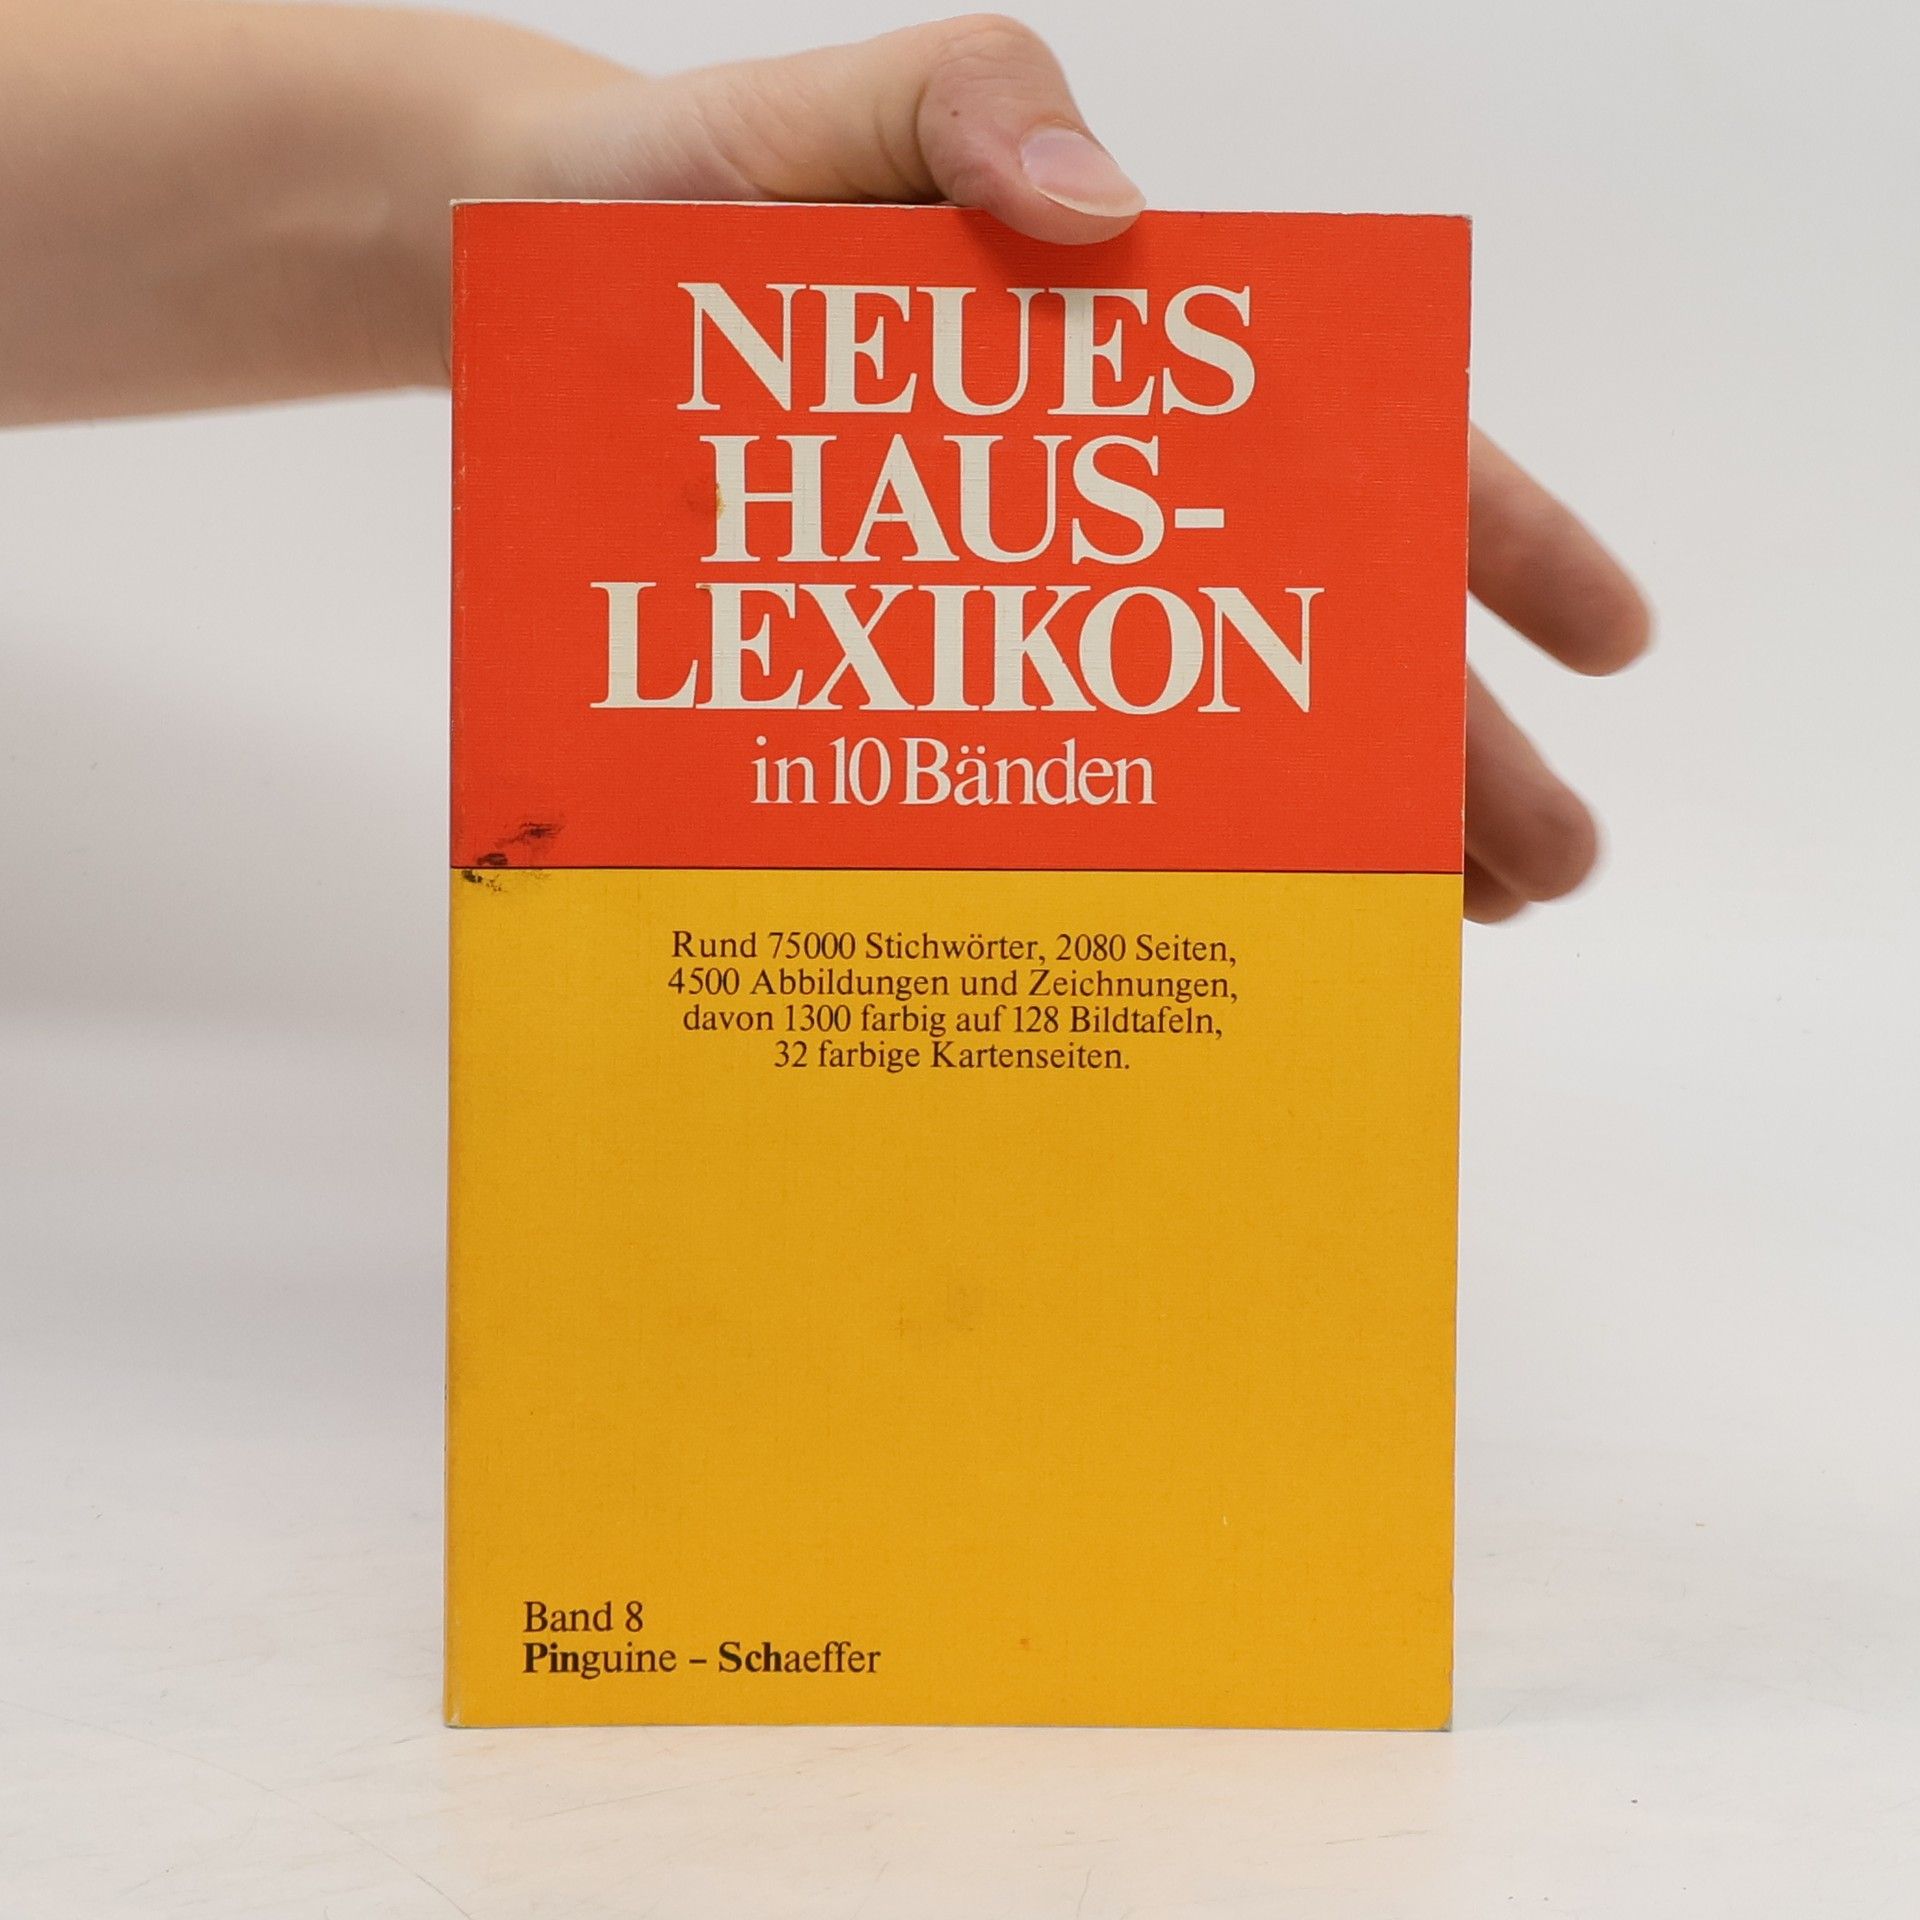 NEUES
HAUS-
LEXIKON
in 10 Bänden
Rund 75000 Stichwörter, 2080 Seiten,
4500 Abbildungen und Zeichnungen,
davon 1300 farbig auf 128 Bildtafeln,
32 farbige Kartenseiten.
Band 8
Pinguine – Schaeffer